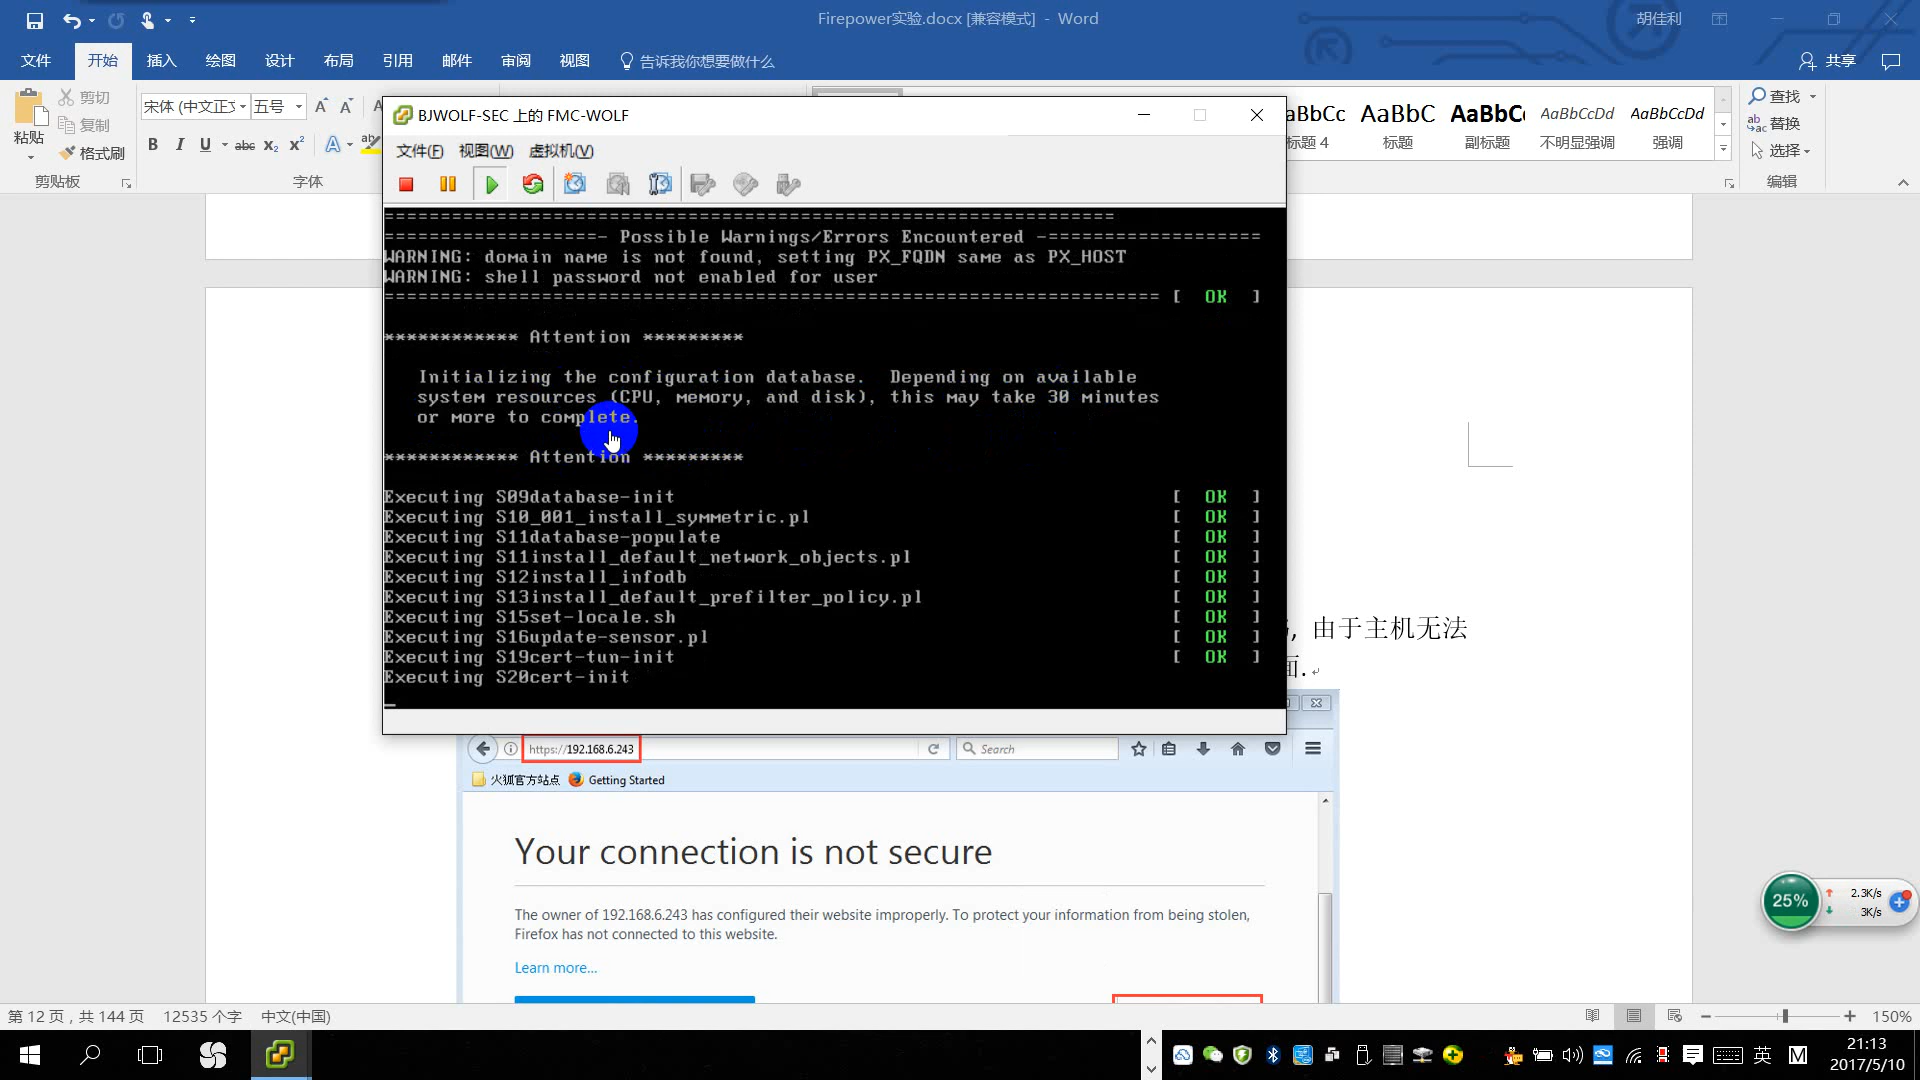 Firepower实验.docx [兼容模式] - Word
胡佳利
文件 开始 插入 绘图 设计 布局 引用 邮件 审阅 视图 告诉我你想要做什么
共享
粘贴
剪切
复制
格式刷
剪贴板
宋体 (中文正文 五号
字体
AaBbC
标题 4
标题
副标题
AaBbCcDd
不明显强调
AaBbCcDd
强调
查找
替换
选择
编辑
BJWOLF-SEC 上的 FMC-WOLF
文件(F) 视图(W) 虚拟机(V)
===================- Possible Warnings/Errors Encountered -===================
WARNING: domain name is not found, setting PX_FQDN same as PX_HOST
WARNING: shell password not enabled for user
[ OK ]
************ Attention *********
Initializing the configuration database. Depending on available
system resources (CPU, memory, and disk), this may take 30 minutes
or more to complete.
************ Attention *********
Executing S09database-init [ OK ]
Executing S10_001_install_symmetric.pl [ OK ]
Executing S11database-populate [ OK ]
Executing S11install_default_network_objects.pl [ OK ]
Executing S12install_infodb [ OK ]
Executing S13install_default_prefilter_policy.pl [ OK ]
Executing S15set-locale.sh [ OK ]
Executing S16update-sensor.pl [ OK ]
Executing S19cert-tun-init [ OK ]
Executing S20cert-init
，由于主机无法
面.
https://192.168.6.243
Search
火狐官方站点 Getting Started
Your connection is not secure
The owner of 192.168.6.243 has configured their website improperly. To protect your information from being stolen,
Firefox has not connected to this website.
Learn more...
25%
2.3K/s
3K/s
第 12 页，共 144 页 12535 个字 中文(中国)
150%
英
M
21:13
2017/5/10